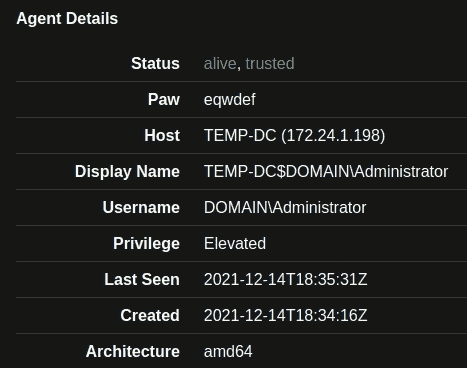 Agent Details
Status alive, trusted
Paw eqwdef
Host TEMP-DC (172.24.1.198)
Display Name TEMP-DC$DOMAIN\Administrator
Username DOMAIN\Administrator
Privilege Elevated
Last Seen 2021-12-14T18:35:31Z
Created 2021-12-14T18:34:16Z
Architecture amd64